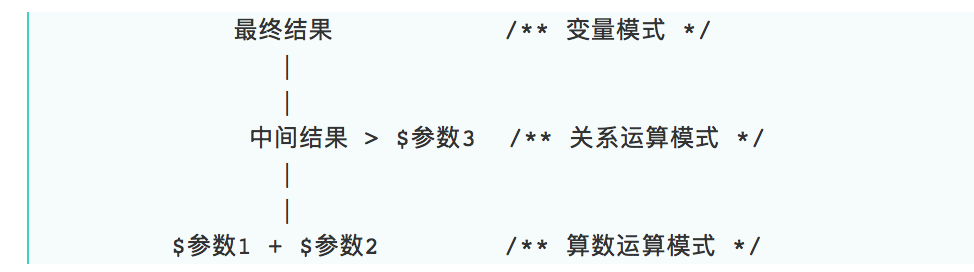 最终结果 /** 变量模式 */
|
|
中间结果 > $参数3 /** 关系运算模式 */
|
|
$参数1 + $参数2 /** 算数运算模式 */